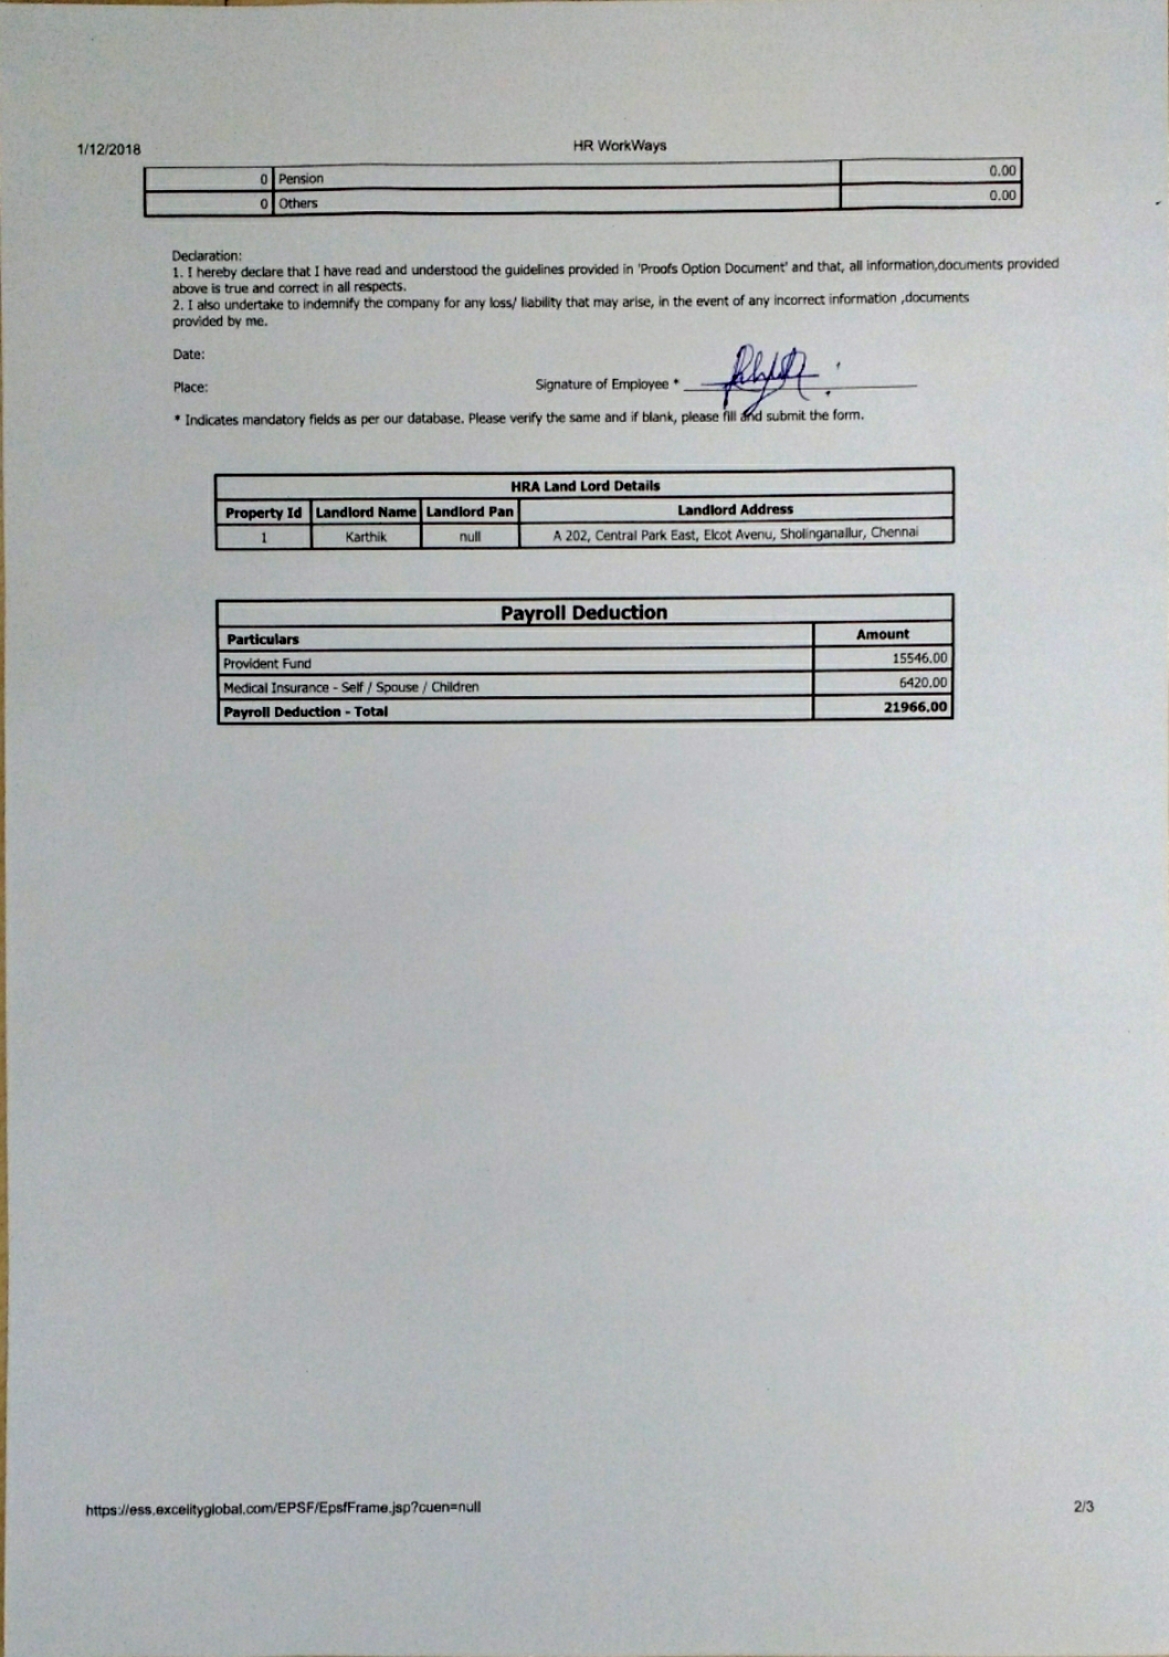 1/12/2018 HR WorkWays
0 Pension 0.00
0 Others 0.00
Declaration:
1. I hereby declare that I have read and understood the guidelines provided in 'Proofs Option Document' and that, all information,documents provided
above is true and correct in all respects.
2. I also undertake to indemnify the company for any loss/ liability that may arise, in the event of any incorrect information ,documents
provided by me.
Date:
Place: Signature of Employee *
* Indicates mandatory fields as per our database. Please verify the same and if blank, please fill and submit the form.
HRA Land Lord Details
Property Id Landlord Name Landlord Pan Landlord Address
1 Karthik null A 202, Central Park East, Elcot Avenu, Sholinganallur, Chennai
Payroll Deduction
Particulars Amount
Provident Fund 15546.00
Medical Insurance - Self / Spouse / Children 6420.00
Payroll Deduction - Total 21966.00
https://ess.excelityglobal.com/EPSF/EpsfFrame.jsp?cuen=null 2/3